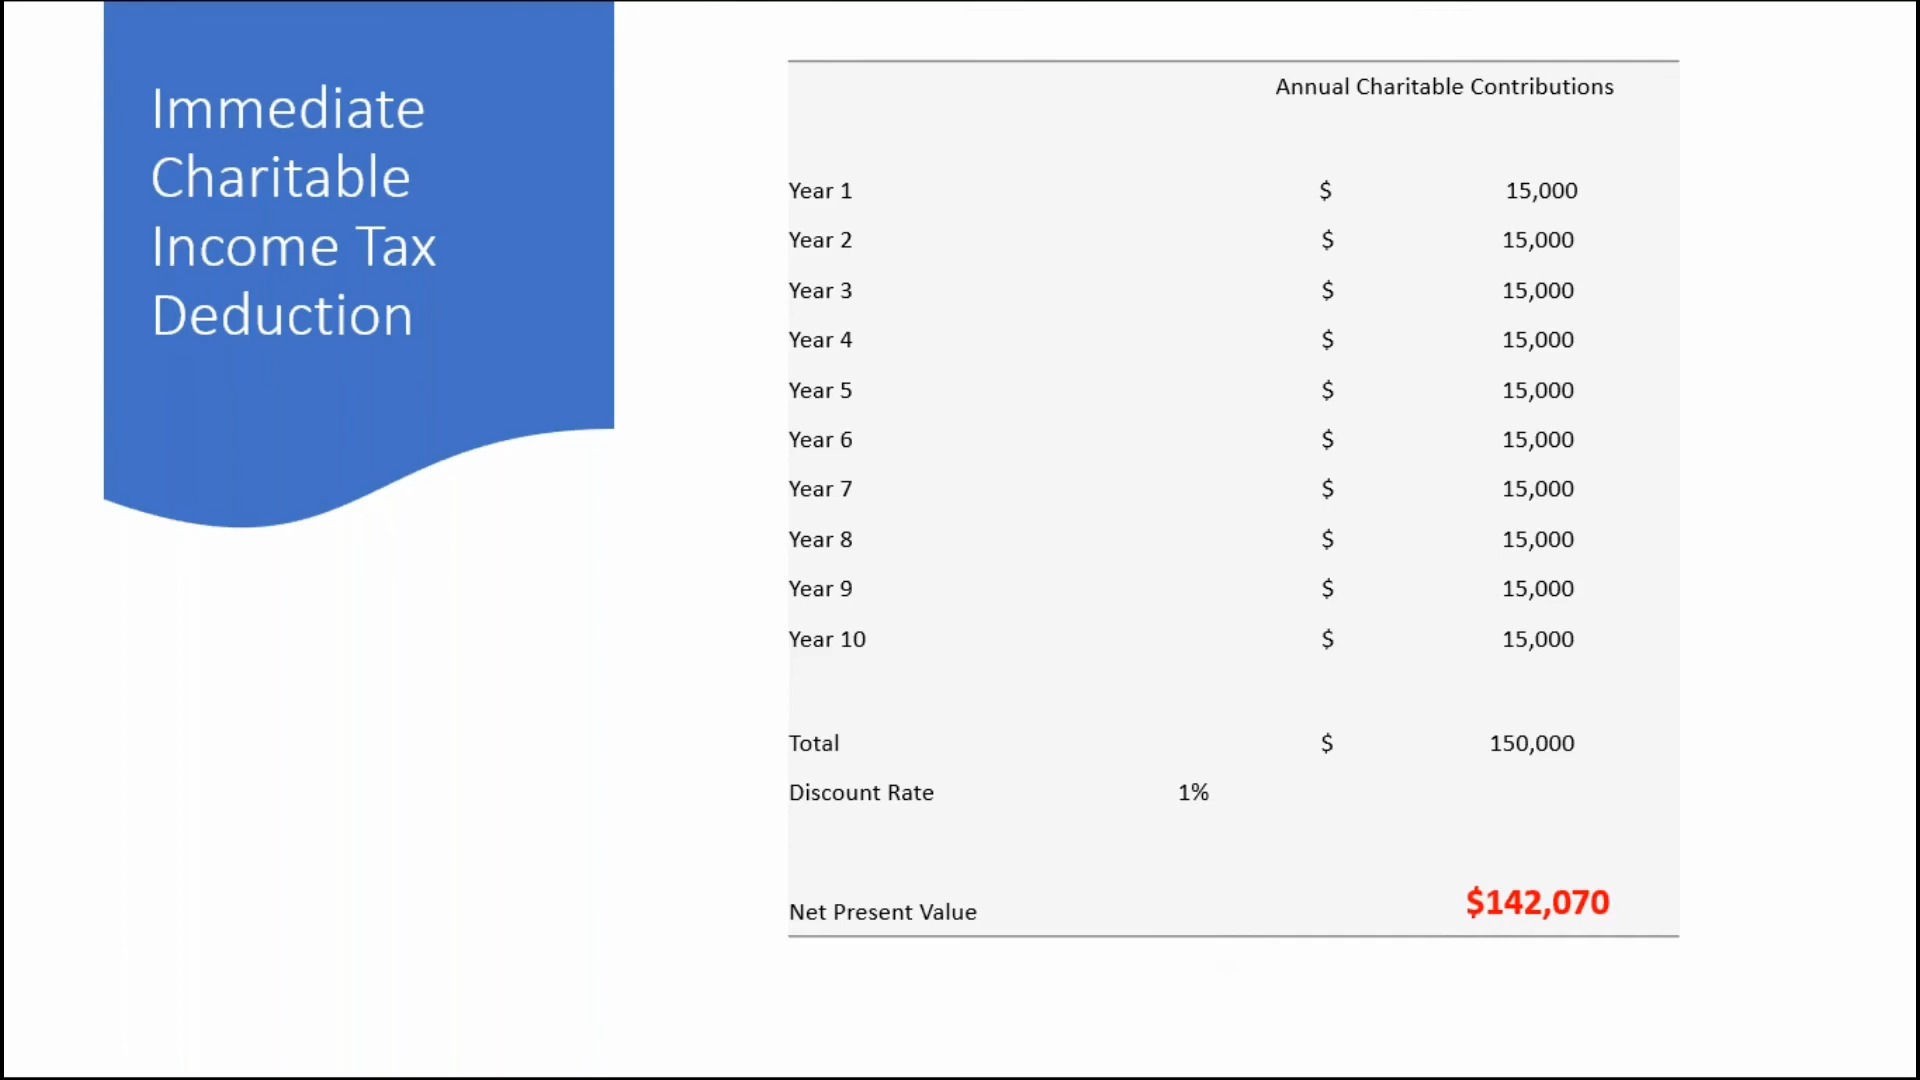 Immediate
Charitable
Income Tax
Deduction
Annual Charitable Contributions
Year 1 $ 15,000
Year 2 $ 15,000
Year 3 $ 15,000
Year 4 $ 15,000
Year 5 $ 15,000
Year 6 $ 15,000
Year 7 $ 15,000
Year 8 $ 15,000
Year 9 $ 15,000
Year 10 $ 15,000
Total $ 150,000
Discount Rate 1%
Net Present Value $142,070